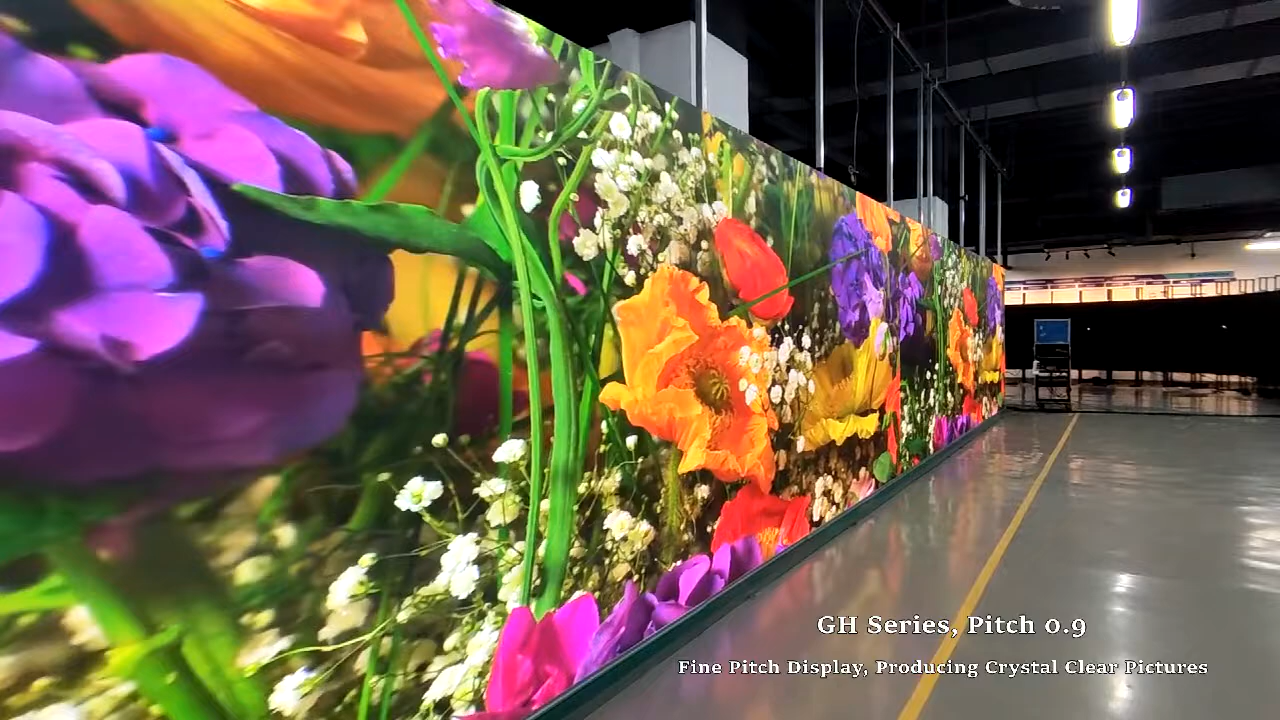 GH Series, Pitch 0.9
Fine Pitch Display, Producing Crystal Clear Pictures